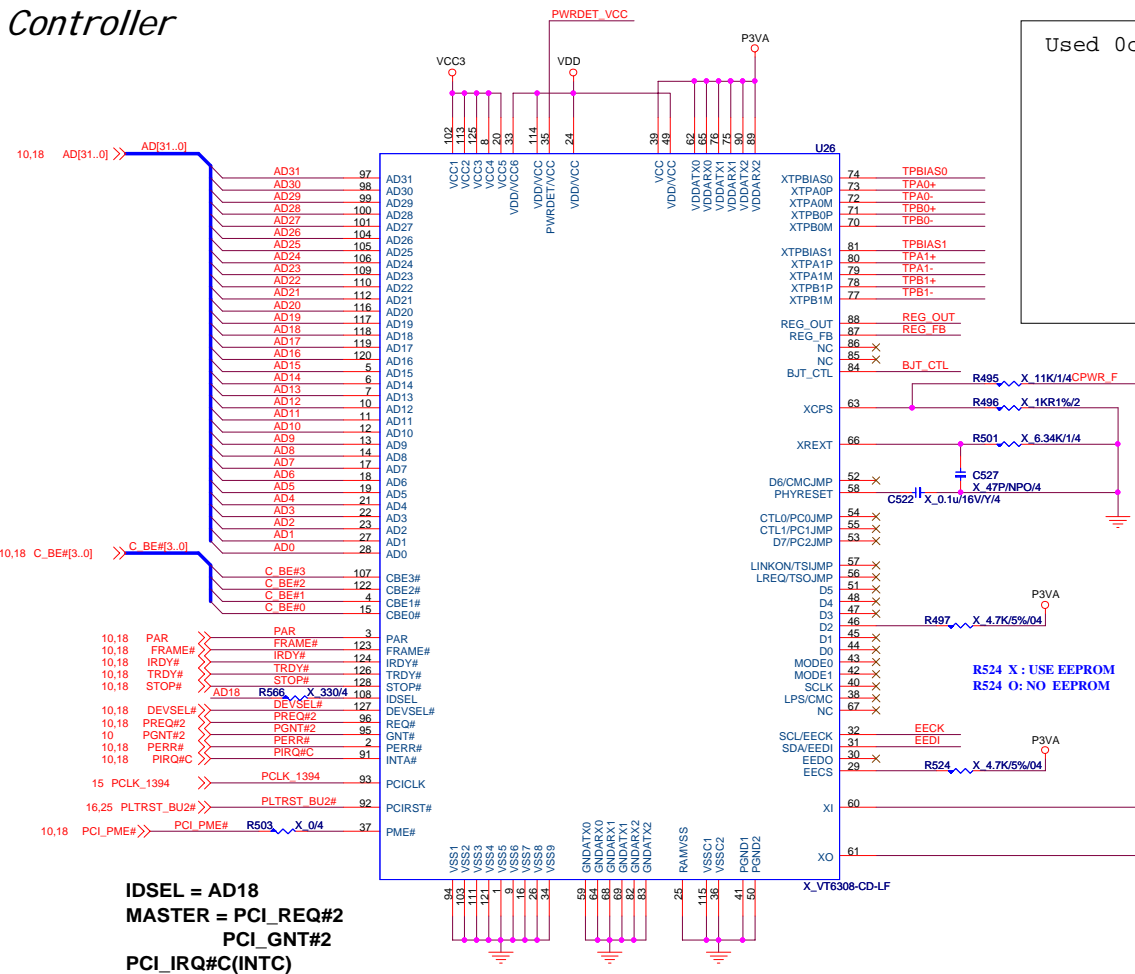 Controller
PWRDET_VCC
Used 0
VCC3
VDD
P3VA
102 113 125 8 20 33 114 35 24 39 49 62 65 76 75 90 89
U26
VCC1 VCC2 VCC3 VCC4 VCC5 VDD/VCC6 VDD/VCC PWRDET/VCC VDD/VCC VCC VDD/VCC VDDATX0 VDDARX0 VDDATX1 VDDARX1 VDDATX2 VDDARX2
10,18 AD[31..0] AD[31..0]
AD31 97 AD31
AD30 98 AD30
AD29 99 AD29
AD28 100 AD28
AD27 101 AD27
AD26 104 AD26
AD25 105 AD25
AD24 106 AD24
AD23 109 AD23
AD22 110 AD22
AD21 112 AD21
AD20 116 AD20
AD19 117 AD19
AD18 118 AD18
AD17 119 AD17
AD16 120 AD16
AD15 5 AD15
AD14 6 AD14
AD13 7 AD13
AD12 10 AD12
AD11 11 AD11
AD10 12 AD10
AD9 13 AD9
AD8 14 AD8
AD7 17 AD7
AD6 18 AD6
AD5 19 AD5
AD4 21 AD4
AD3 22 AD3
AD2 23 AD2
AD1 27 AD1
AD0 28 AD0
10,18 C_BE#[3..0] C_BE#[3..0]
C_BE#3 107 CBE3#
C_BE#2 122 CBE2#
C_BE#1 4 CBE1#
C_BE#0 15 CBE0#
10,18 PAR PAR 3 PAR
10,18 FRAME# FRAME# 123 FRAME#
10,18 IRDY# IRDY# 124 IRDY#
10,18 TRDY# TRDY# 126 TRDY#
10,18 STOP# STOP# 128 STOP#
AD18 R566 X_330/4 108 IDSEL
10,18 DEVSEL# DEVSEL# 127 DEVSEL#
10,18 PREQ#2 PREQ#2 96 REQ#
10 PGNT#2 PGNT#2 95 GNT#
10,18 PERR# PERR# 2 PERR#
10,18 PIRQ#C PIRQ#C 91 INTA#
15 PCLK_1394 PCLK_1394 93 PCICLK
16,25 PLTRST_BU2# PLTRST_BU2# 92 PCIRST#
10,18 PCI_PME# PCI_PME# R503 X_0/4 37 PME#
XTPBIAS0 74 TPBIAS0
XTPA0P 73 TPA0+
XTPA0M 72 TPA0-
XTPB0P 71 TPB0+
XTPB0M 70 TPB0-
XTPBIAS1 81 TPBIAS1
XTPA1P 80 TPA1+
XTPA1M 79 TPA1-
XTPB1P 78 TPB1+
XTPB1M 77 TPB1-
REG_OUT 88 REG_OUT
REG_FB 87 REG_FB
NC 86
NC 85
BJT_CTL 84 BJT_CTL
R495 X_11K/1/4 CPWR_F
XCPS 63 R496 X_1KR1%/2
XREXT 66 R501 X_6.34K/1/4
C527
X_47P/NPO/4
D6/CMCJMP 52
PHYRESET 58
C522 X_0.1u/16V/Y/4
CTL0/PC0JMP 54
CTL1/PC1JMP 55
D7/PC2JMP 53
LINKON/TSIJMP 57
LREQ/TSOJMP 56
D5 51
D4 48
D3 47
P3VA
D2 46 R497 X_4.7K/5%/04
D1 45
D0 44
MODE0 43
MODE1 42
SCLK 40
LPS/CMC 38
NC 67
R524 X : USE EEPROM
R524 O: NO EEPROM
SCL/EECK 32 EECK
SDA/EEDI 31 EEDI
EEDO 30
P3VA
EECS 29 R524 X_4.7K/5%/04
XI 60
XO 61
VSS1 VSS2 VSS3 VSS4 VSS5 VSS6 VSS7 VSS8 VSS9 GNDATX0 GNDARX0 GNDARX1 GNDATX1 GNDARX2 GNDATX2 RAMVSS VSSC1 VSSC2 PGND1 PGND2
94 103 111 121 1 9 16 26 34 59 64 68 69 82 83 25 115 36 41 50
X_VT6308-CD-LF
IDSEL = AD18
MASTER = PCI_REQ#2
PCI_GNT#2
PCI_IRQ#C(INTC)